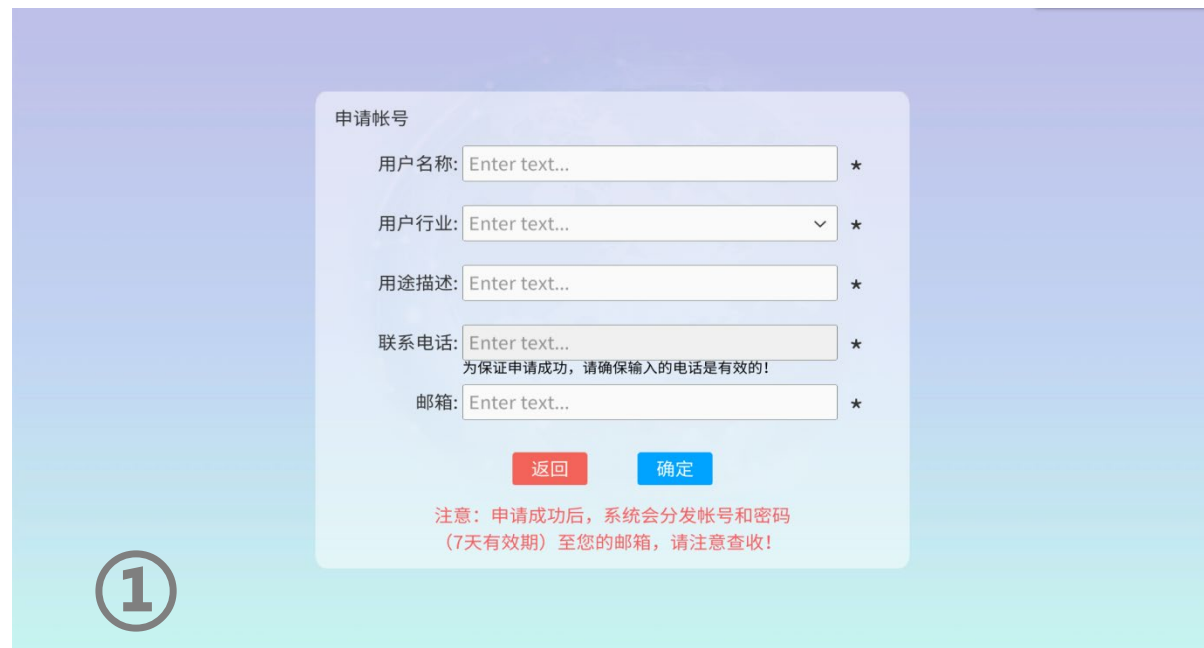 申请帐号
用户名称: Enter text... *
用户行业: Enter text... *
用途描述: Enter text... *
联系电话: Enter text... *
为保证申请成功，请确保输入的电话是有效的！
邮箱: Enter text... *
返回 确定
注意：申请成功后，系统会分发帐号和密码
（7天有效期）至您的邮箱，请注意查收！
①